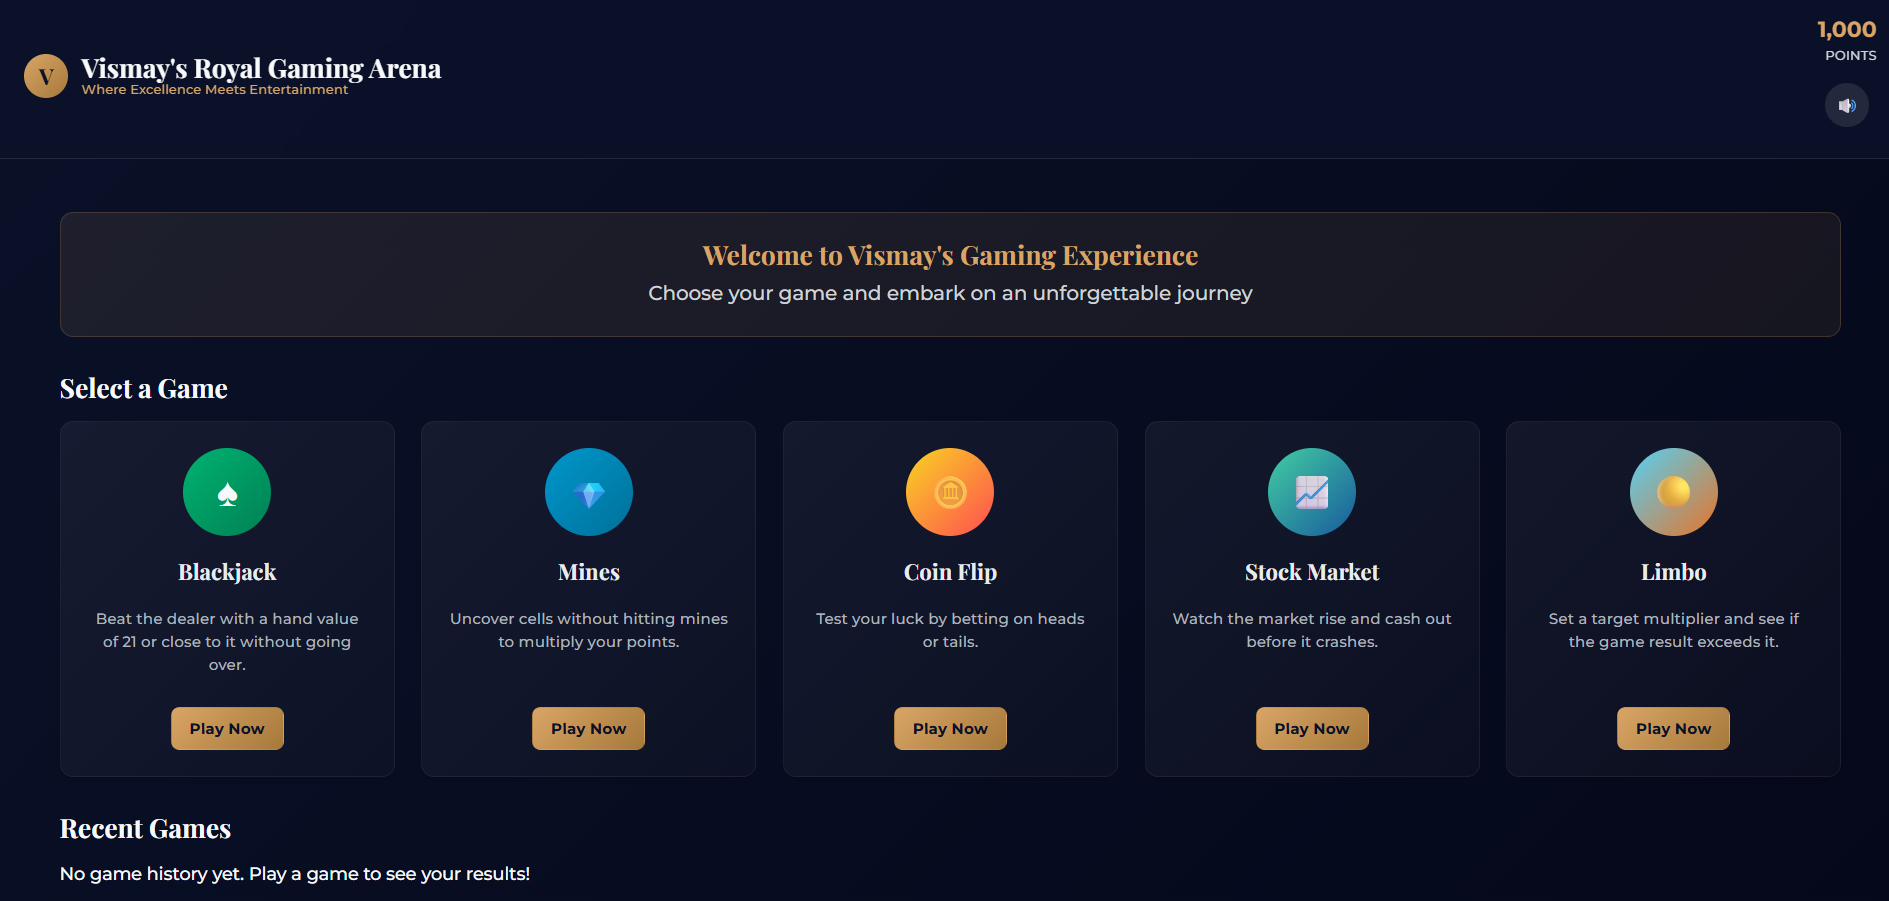 1,000
POINTS
V
Vismay's Royal Gaming Arena
Where Excellence Meets Entertainment
Welcome to Vismay's Gaming Experience
Choose your game and embark on an unforgettable journey
Select a Game
Blackjack
Beat the dealer with a hand value
of 21 or close to it without going
over.
Play Now
Mines
Uncover cells without hitting mines
to multiply your points.
Play Now
Coin Flip
Test your luck by betting on heads
or tails.
Play Now
Stock Market
Watch the market rise and cash out
before it crashes.
Play Now
Limbo
Set a target multiplier and see if
the game result exceeds it.
Play Now
Recent Games
No game history yet. Play a game to see your results!